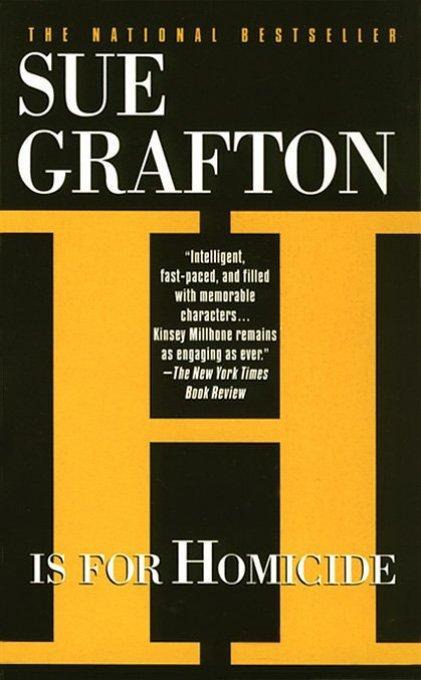 THE NATIONAL BESTSELLER
SUE
GRAFTON
H
"Intelligent,
fast-paced, and filled
with memorable
characters...
Kinsey Millhone remains
as engaging as ever."
—The New York Times
Book Review
IS FOR HOMICIDE